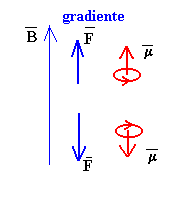 gradiente
B̅ F̅ μ̅
F̅ μ̅